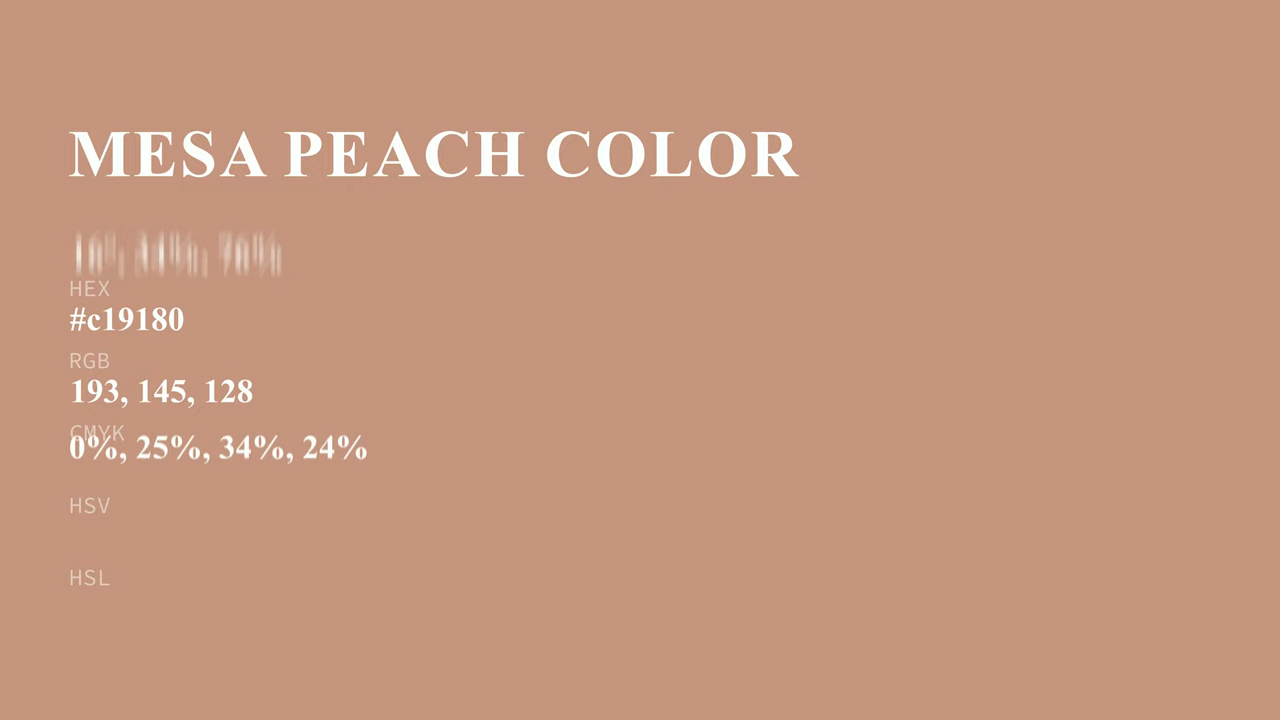 MESA PEACH COLOR
HEX
#c19180
RGB
193, 145, 128
CMYK
0%, 25%, 34%, 24%
HSV
HSL